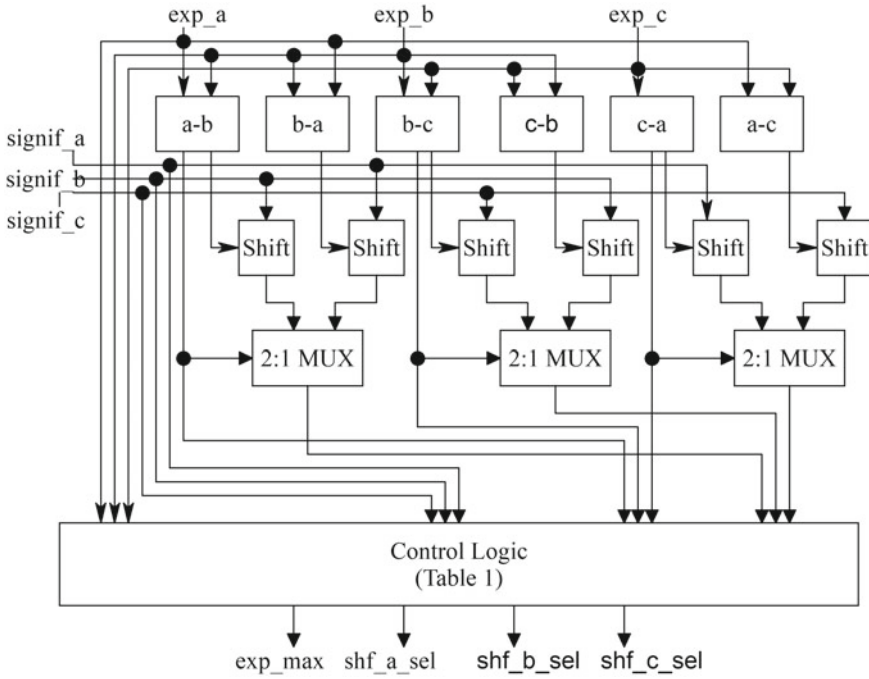 exp_a exp_b exp_c
a-b b-a b-c c-b c-a a-c
signif_a
signif_b
signif_c
Shift Shift Shift Shift Shift Shift
2:1 MUX 2:1 MUX 2:1 MUX
Control Logic
(Table 1)
exp_max shf_a_sel shf_b_sel shf_c_sel